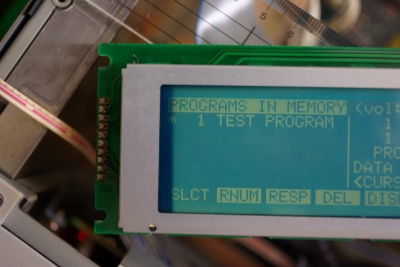 PROGRAMS IN MEMORY (vol:
* 1 TEST PROGRAM 1
1
PRO
DATA
<CURS
SLCT RNUM RESP DEL DIS